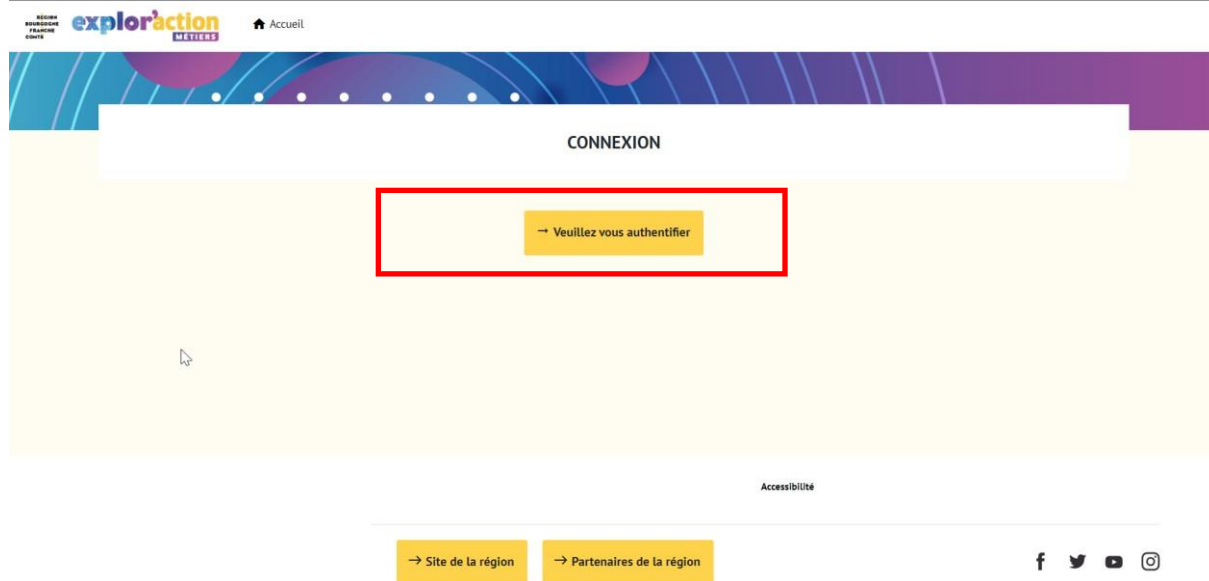 RÉGION
BOURGOGNE
FRANCHE
COMTÉ
explor'action
MÉTIERS
Accueil
CONNEXION
→ Veuillez vous authentifier
Accessibilité
→ Site de la région
→ Partenaires de la région